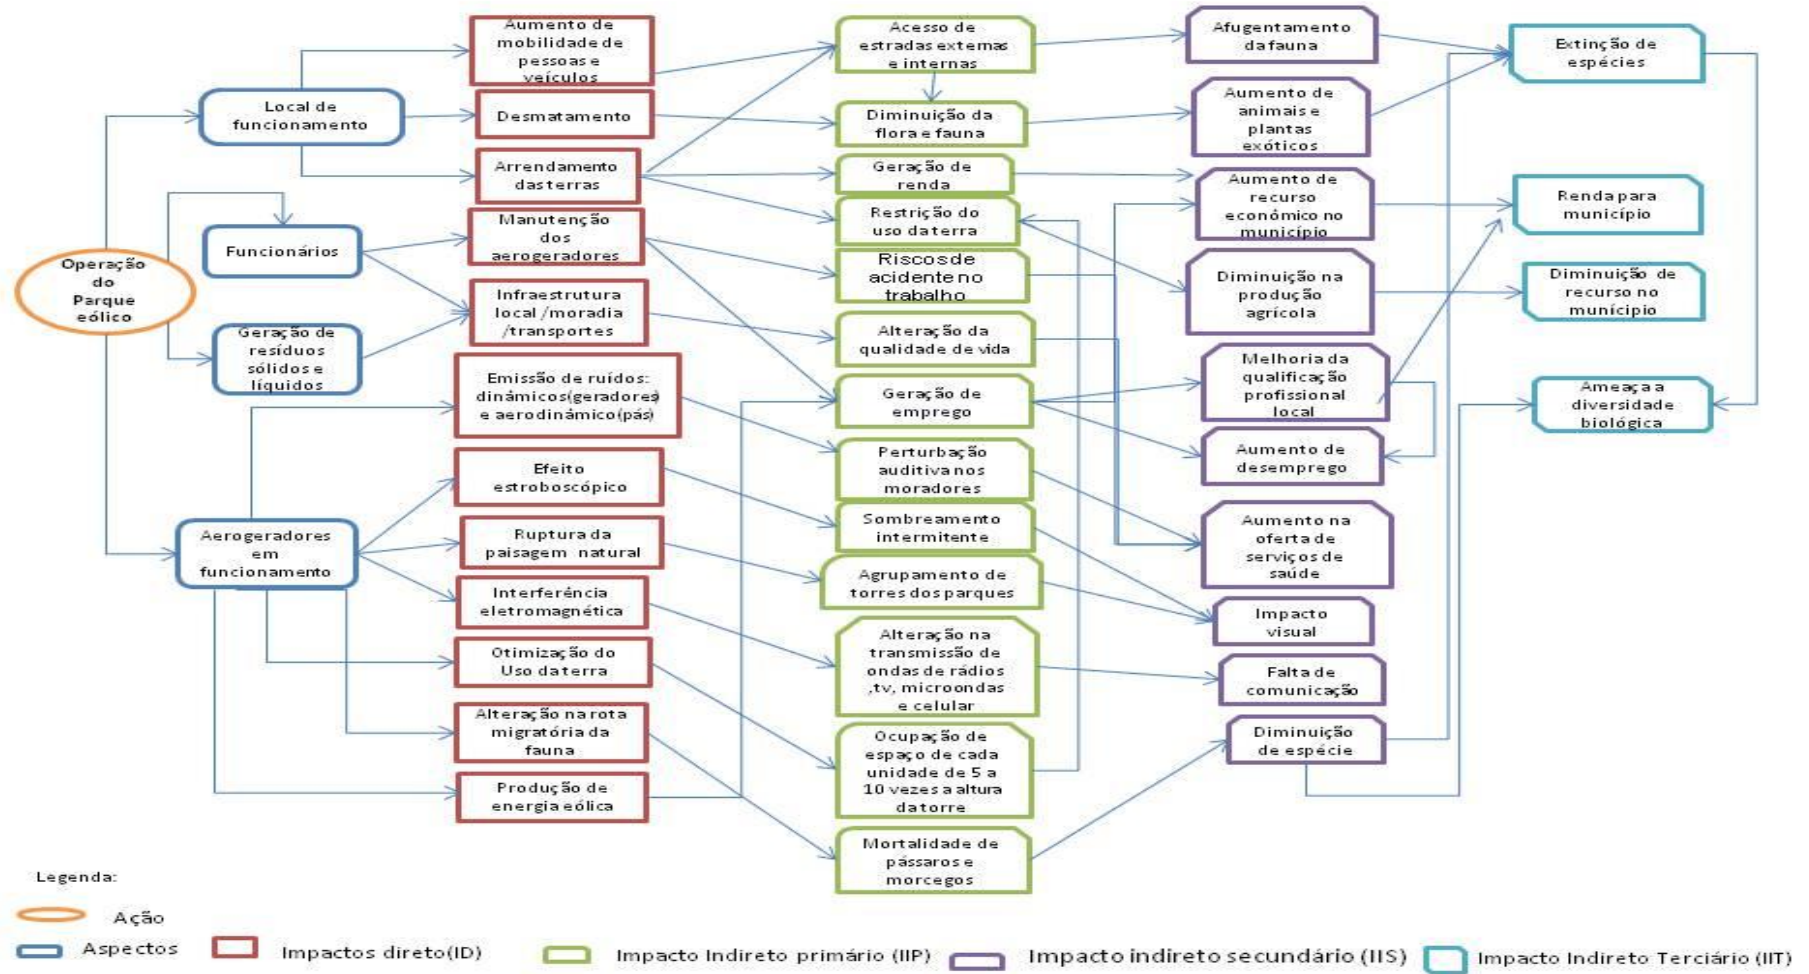 Operação
do
Parque
eólico
Local de
funcionamento
Funcionários
Geração de
resíduos
sólidos e
líquidos
Aerogeradores
em
funcionamento
Aumento de
mobilidade de
pessoas e
veículos
Desmatamento
Arrendamento
das terras
Manutenção
dos
aerogeradores
Infraestrutura
local /moradia
/transportes
Emissão de ruídos:
dinâmicos(geradores)
e aerodinâmico(pás)
Efeito
estroboscópico
Ruptura da
paisagem natural
Interferência
eletromagnética
Otimização do
Uso da terra
Alteração na rota
migratória da
fauna
Produção de
energia eólica
Acesso de
estradas externas
e internas
Diminuição da
flora e fauna
Geração de
renda
Restrição do
uso da terra
Riscos de
acidente no
trabalho
Alteração da
qualidade de vida
Geração de
emprego
Perturbação
auditiva nos
moradores
Sombreamento
intermitente
Agrupamento de
torres dos parques
Alteração na
transmissão de
ondas de rádios
,tv, microondas
e celular
Ocupação de
espaço de cada
unidade de 5 a
10 vezes a altura
da torre
Mortalidade de
pássaros e
morcegos
Afugentamento
da fauna
Aumento de
animais e
plantas
exóticos
Aumento de
recurso
econômico no
município
Diminuição na
produção
agrícola
Melhoria da
qualificação
profissional
local
Aumento de
desemprego
Aumento na
oferta de
serviços de
saúde
Impacto
visual
Falta de
comunicação
Diminuição
de espécie
Extinção de
espécies
Renda para
município
Diminuição de
recurso no
munícipio
Ameaça a
diversidade
biológica
Legenda:
Ação
Aspectos
Impactos direto(ID)
Impacto Indireto primário (IIP)
Impacto indireto secundário (IIS)
Impacto Indireto Terciário (IIT)